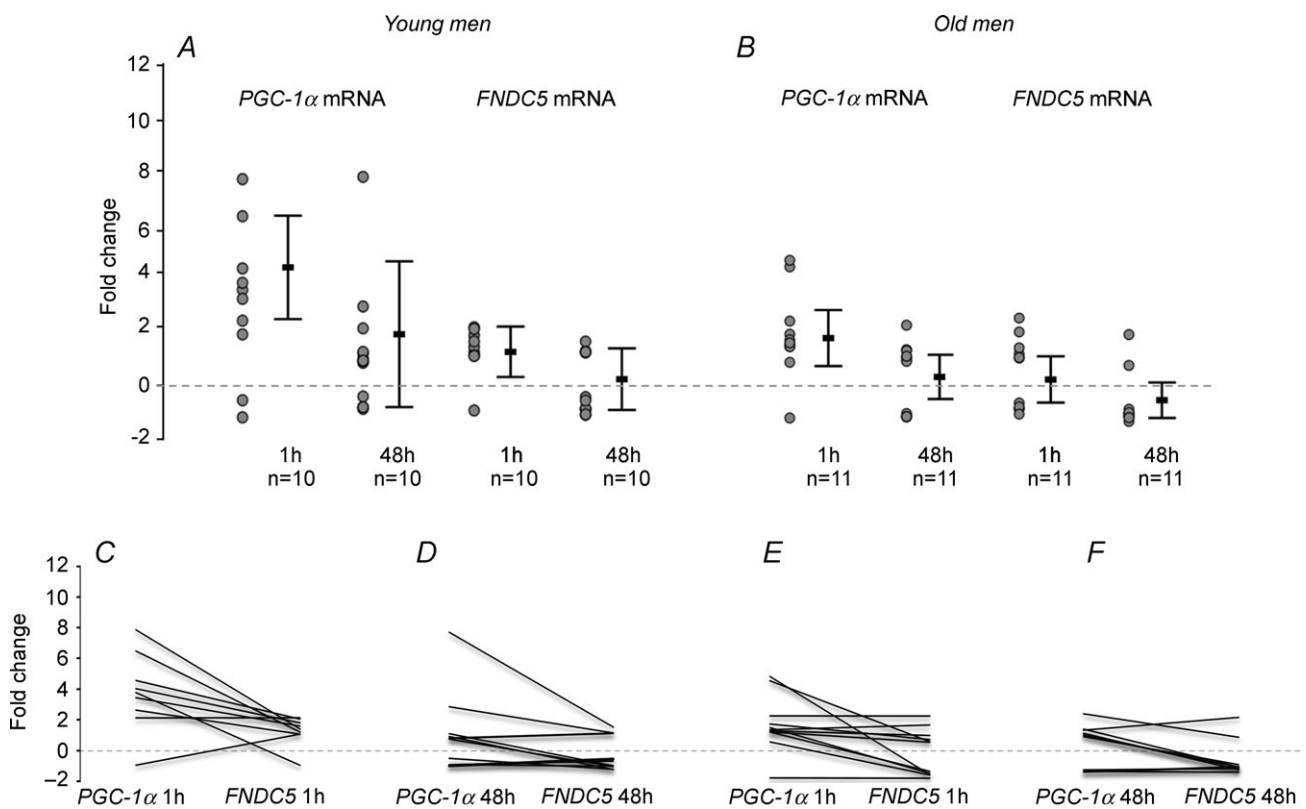 Young men
Old men
A
B
12
10
8
6
4
2
0
-2
Fold change
PGC-1α mRNA
FNDC5 mRNA
PGC-1α mRNA
FNDC5 mRNA
1h
n=10
48h
n=10
1h
n=10
48h
n=10
1h
n=11
48h
n=11
1h
n=11
48h
n=11
C
D
E
F
12
10
8
6
4
2
0
–2
Fold change
PGC-1α 1h
FNDC5 1h
PGC-1α 48h
FNDC5 48h
PGC-1α 1h
FNDC5 1h
PGC-1α 48h
FNDC5 48h